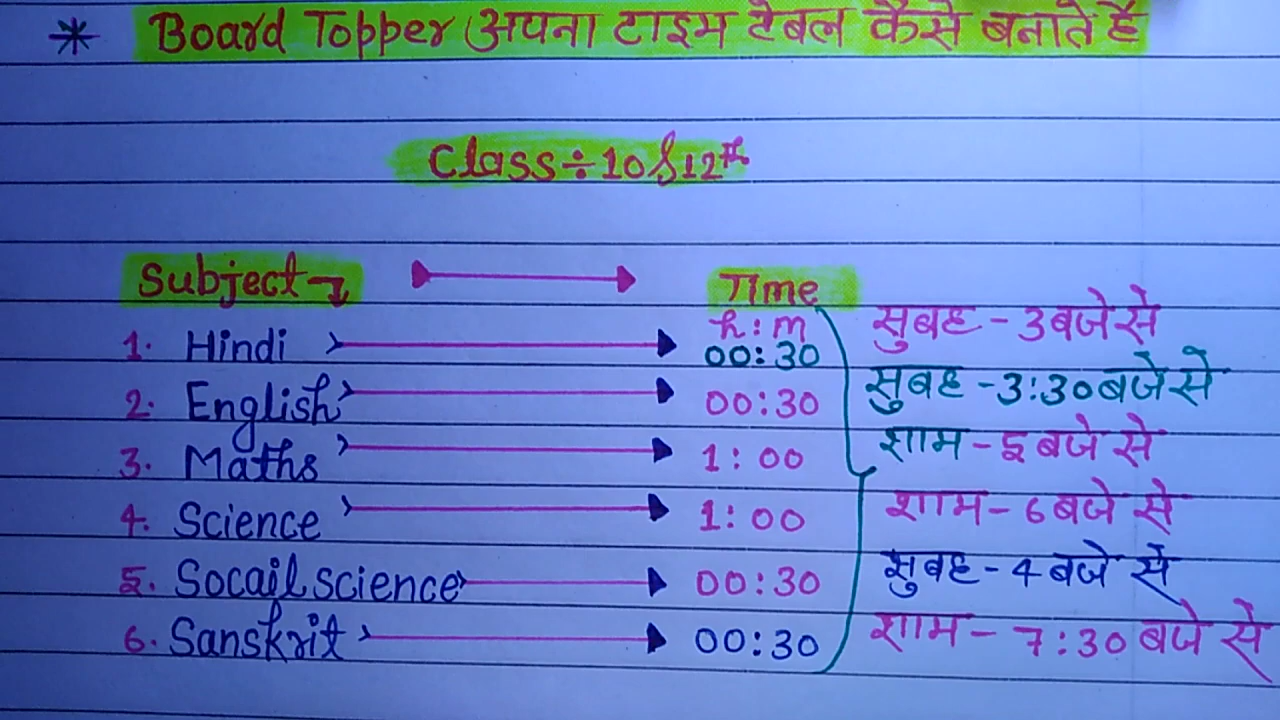 * Board Topper अपना टाइम टेबल कैसे बनाते है
Class ÷ 10 & 12th
Subject Time
h:m
1. Hindi 00:30 सुबह - 3 बजे से
2. English 00:30 सुबह - 3:30 बजे से
3. Maths 1:00 शाम - 5 बजे से
4. Science 1:00 शाम - 6 बजे से
5. Socail science 00:30 सुबह - 4 बजे से
6. Sanskrit 00:30 शाम - 7:30 बजे से